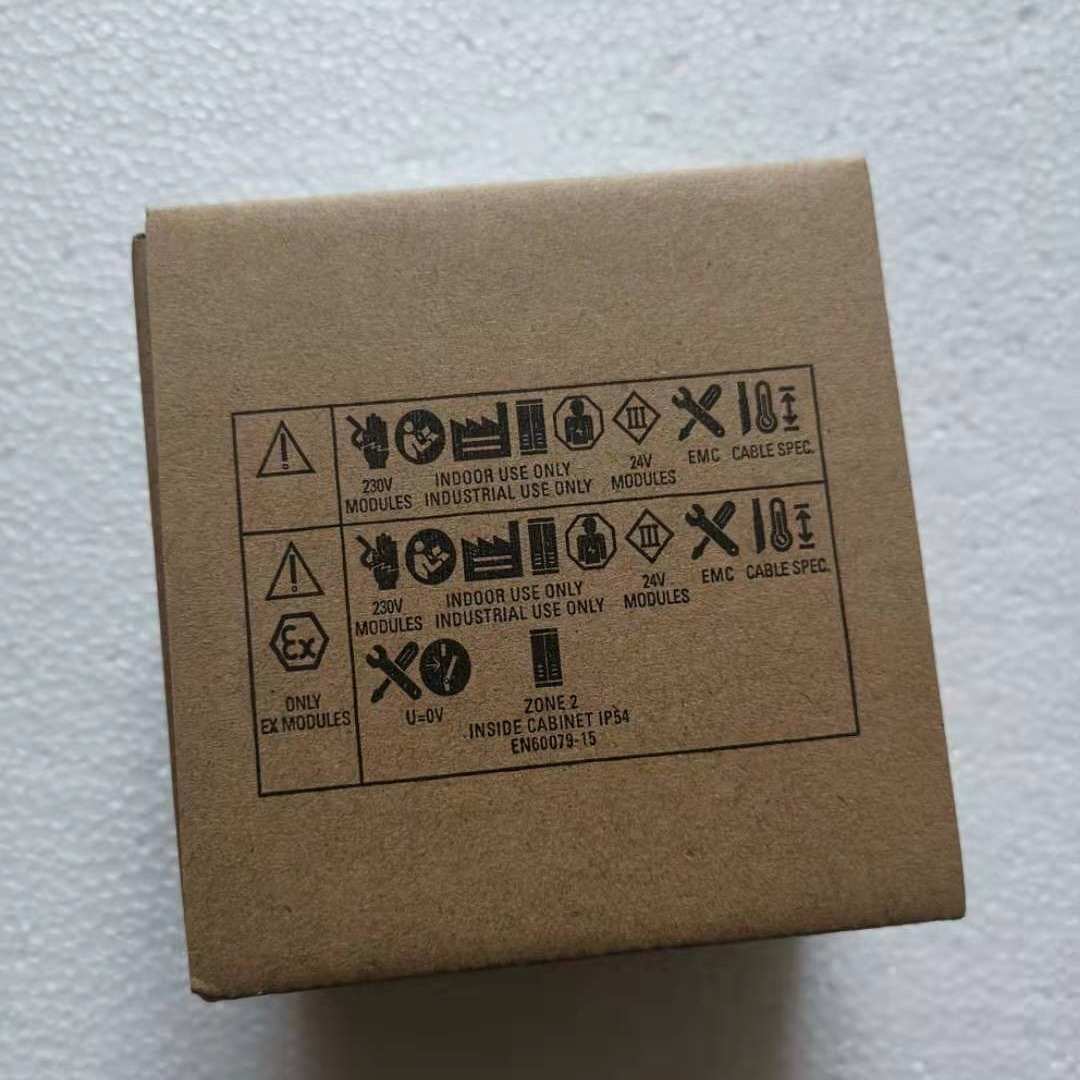 230V
MODULES
INDOOR USE ONLY
INDUSTRIAL USE ONLY
III
24V
MODULES
EMC
CABLE SPEC.
Ex
ONLY
EX MODULES
230V
MODULES
INDOOR USE ONLY
INDUSTRIAL USE ONLY
III
24V
MODULES
EMC
CABLE SPEC.
U=0V
ZONE 2
INSIDE CABINET IP54
EN60079-15